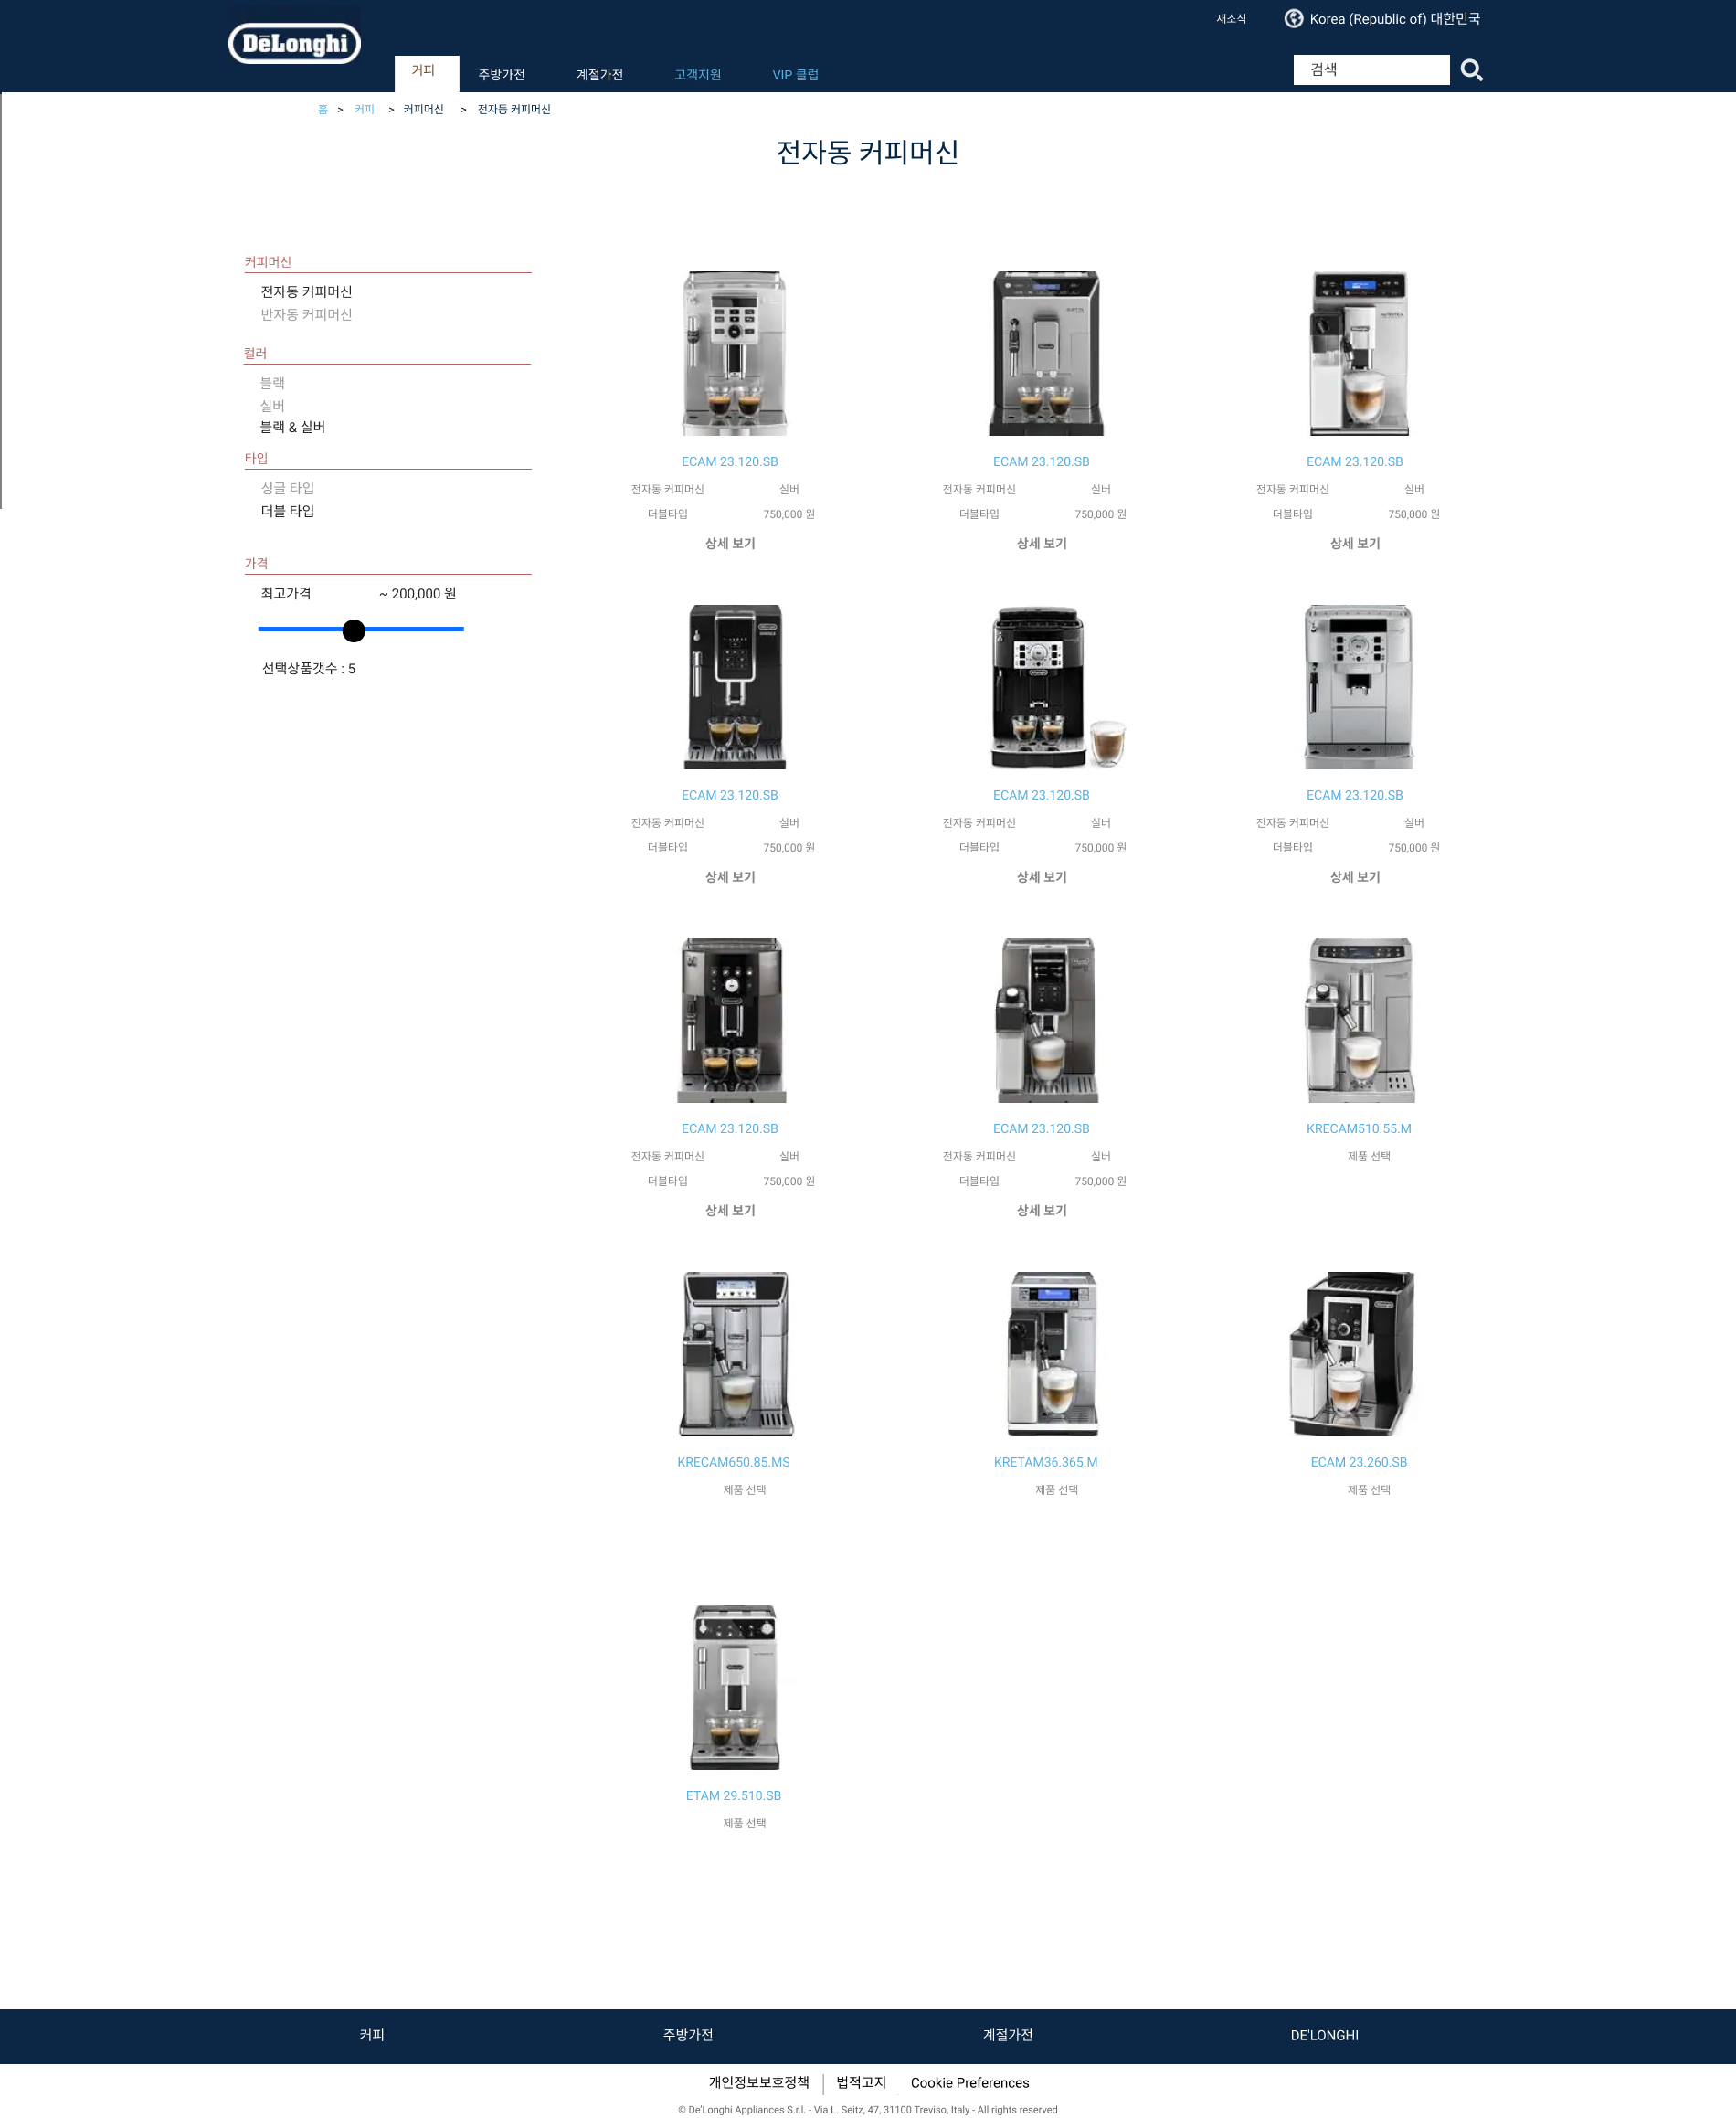 새소식
Korea (Republic of) 대한민국
DeLonghi
커피 주방가전 계절가전 고객지원 VIP 클럽
검색
홈 > 커피 > 커피머신 > 전자동 커피머신
전자동 커피머신
커피머신
전자동 커피머신
반자동 커피머신
컬러
블랙
실버
블랙 & 실버
타입
싱글 타입
더블 타입
가격
최고가격 ~ 200,000 원
선택상품갯수 : 5
ECAM 23.120.SB ECAM 23.120.SB ECAM 23.120.SB
전자동 커피머신 실버 전자동 커피머신 실버 전자동 커피머신 실버
더블타입 750,000 원 더블타입 750,000 원 더블타입 750,000 원
상세 보기 상세 보기 상세 보기
ECAM 23.120.SB ECAM 23.120.SB ECAM 23.120.SB
전자동 커피머신 실버 전자동 커피머신 실버 전자동 커피머신 실버
더블타입 750,000 원 더블타입 750,000 원 더블타입 750,000 원
상세 보기 상세 보기 상세 보기
ECAM 23.120.SB ECAM 23.120.SB KRECAM510.55.M
전자동 커피머신 실버 전자동 커피머신 실버 제품 선택
더블타입 750,000 원 더블타입 750,000 원
상세 보기 상세 보기
KRECAM650.85.MS KRETAM36.365.M ECAM 23.260.SB
제품 선택 제품 선택 제품 선택
ETAM 29.510.SB
제품 선택
커피 주방가전 계절가전 DE'LONGHI
개인정보보호정책 법적고지 Cookie Preferences
© De'Longhi Appliances S.r.l. - Via L. Seitz, 47, 31100 Treviso, Italy - All rights reserved